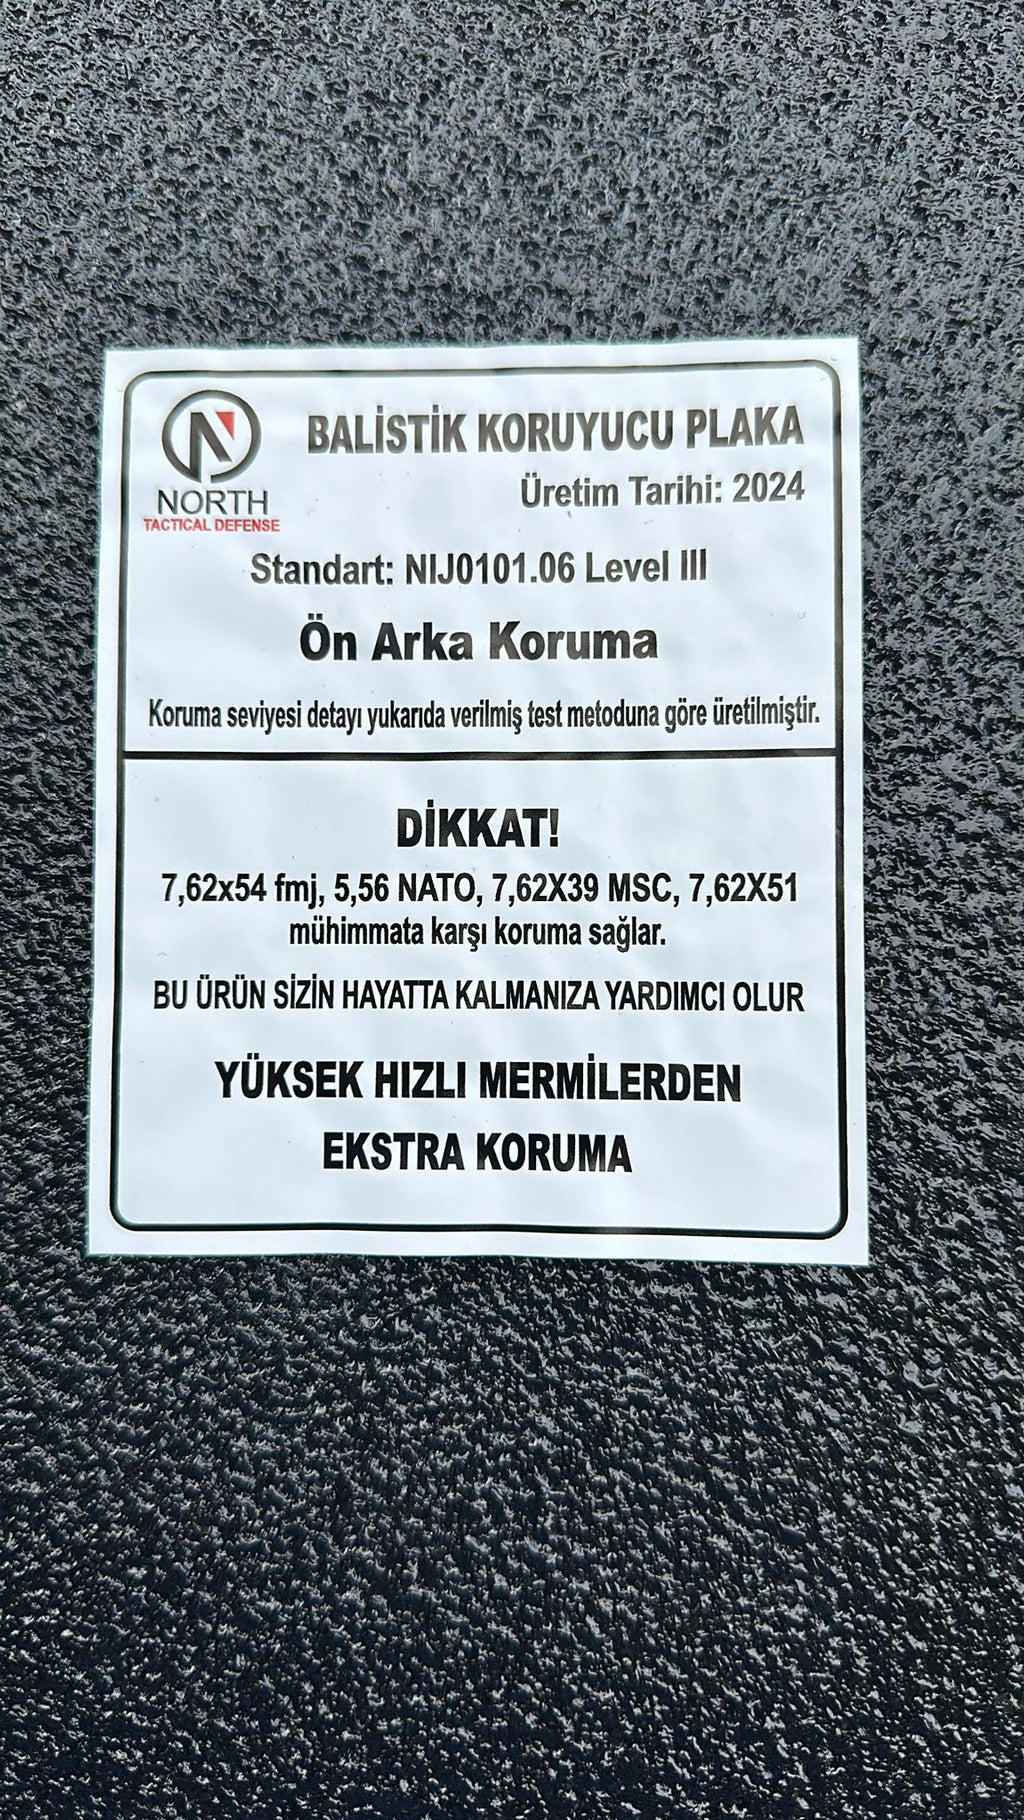 BALİSTİK KORUYUCU PLAKA
NORTH
TACTICAL DEFENSE
Üretim Tarihi: 2024
Standart: NIJ0101.06 Level III
Ön Arka Koruma
Koruma seviyesi detayı yukarıda verilmiş test metoduna göre üretilmiştir.
DİKKAT!
7,62x54 fmj, 5,56 NATO, 7,62X39 MSC, 7,62X51
mühimmata karşı koruma sağlar.
BU ÜRÜN SİZİN HAYATTA KALMANIZA YARDIMCI OLUR
YÜKSEK HIZLI MERMİLERDEN
EKSTRA KORUMA